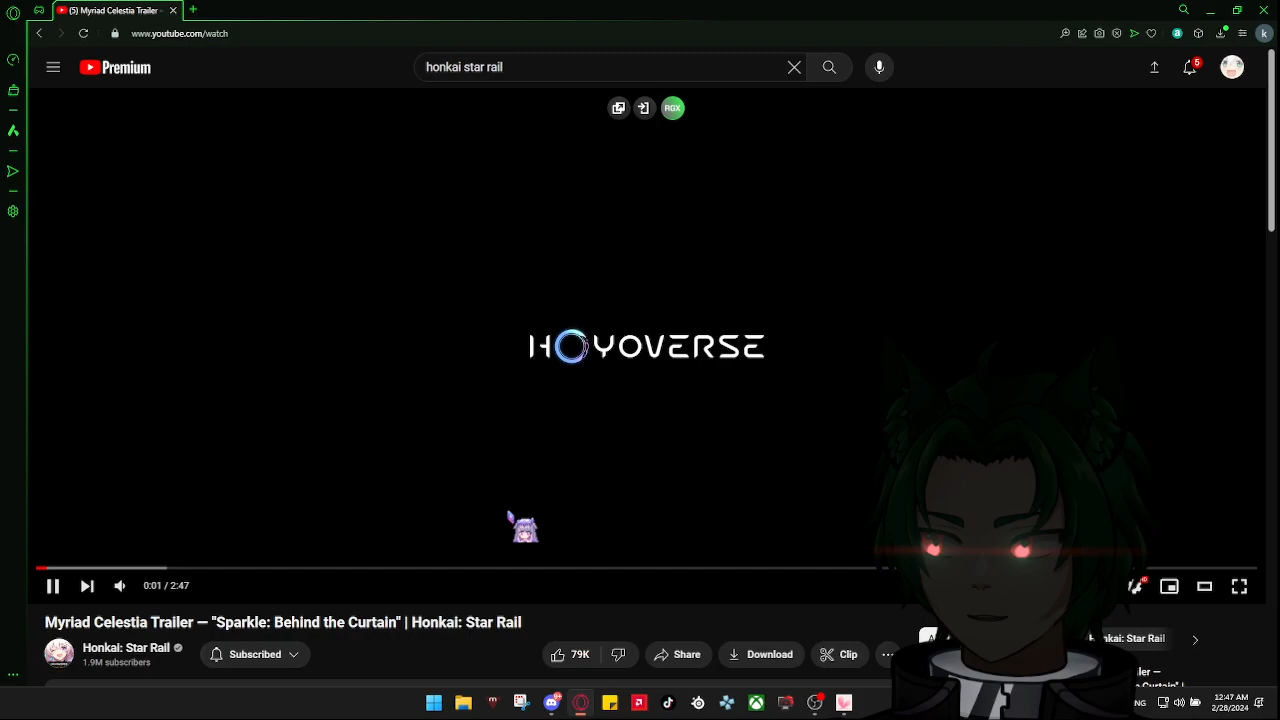 (5) Myriad Celestia Trailer -
www.youtube.com/watch
k
Premium
honkai star rail
5
RGX
HOYOVERSE
0:01 / 2:47
Myriad Celestia Trailer — "Sparkle: Behind the Curtain" | Honkai: Star Rail
Honkai: Star Rail
1.9M subscribers
Subscribed
79K
Share
Download
Clip
Honkai: Star Rail
12:47 AM
2/28/2024